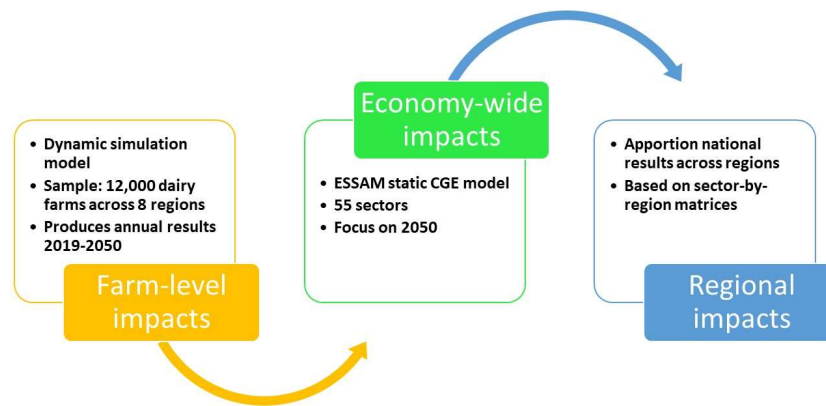 • Dynamic simulation
model
• Sample: 12,000 dairy
farms across 8 regions
• Produces annual results
2019-2050
Farm-level
impacts
Economy-wide
impacts
• ESSAM static CGE model
• 55 sectors
• Focus on 2050
• Apportion national
results across regions
• Based on sector-by-
region matrices
Regional
impacts